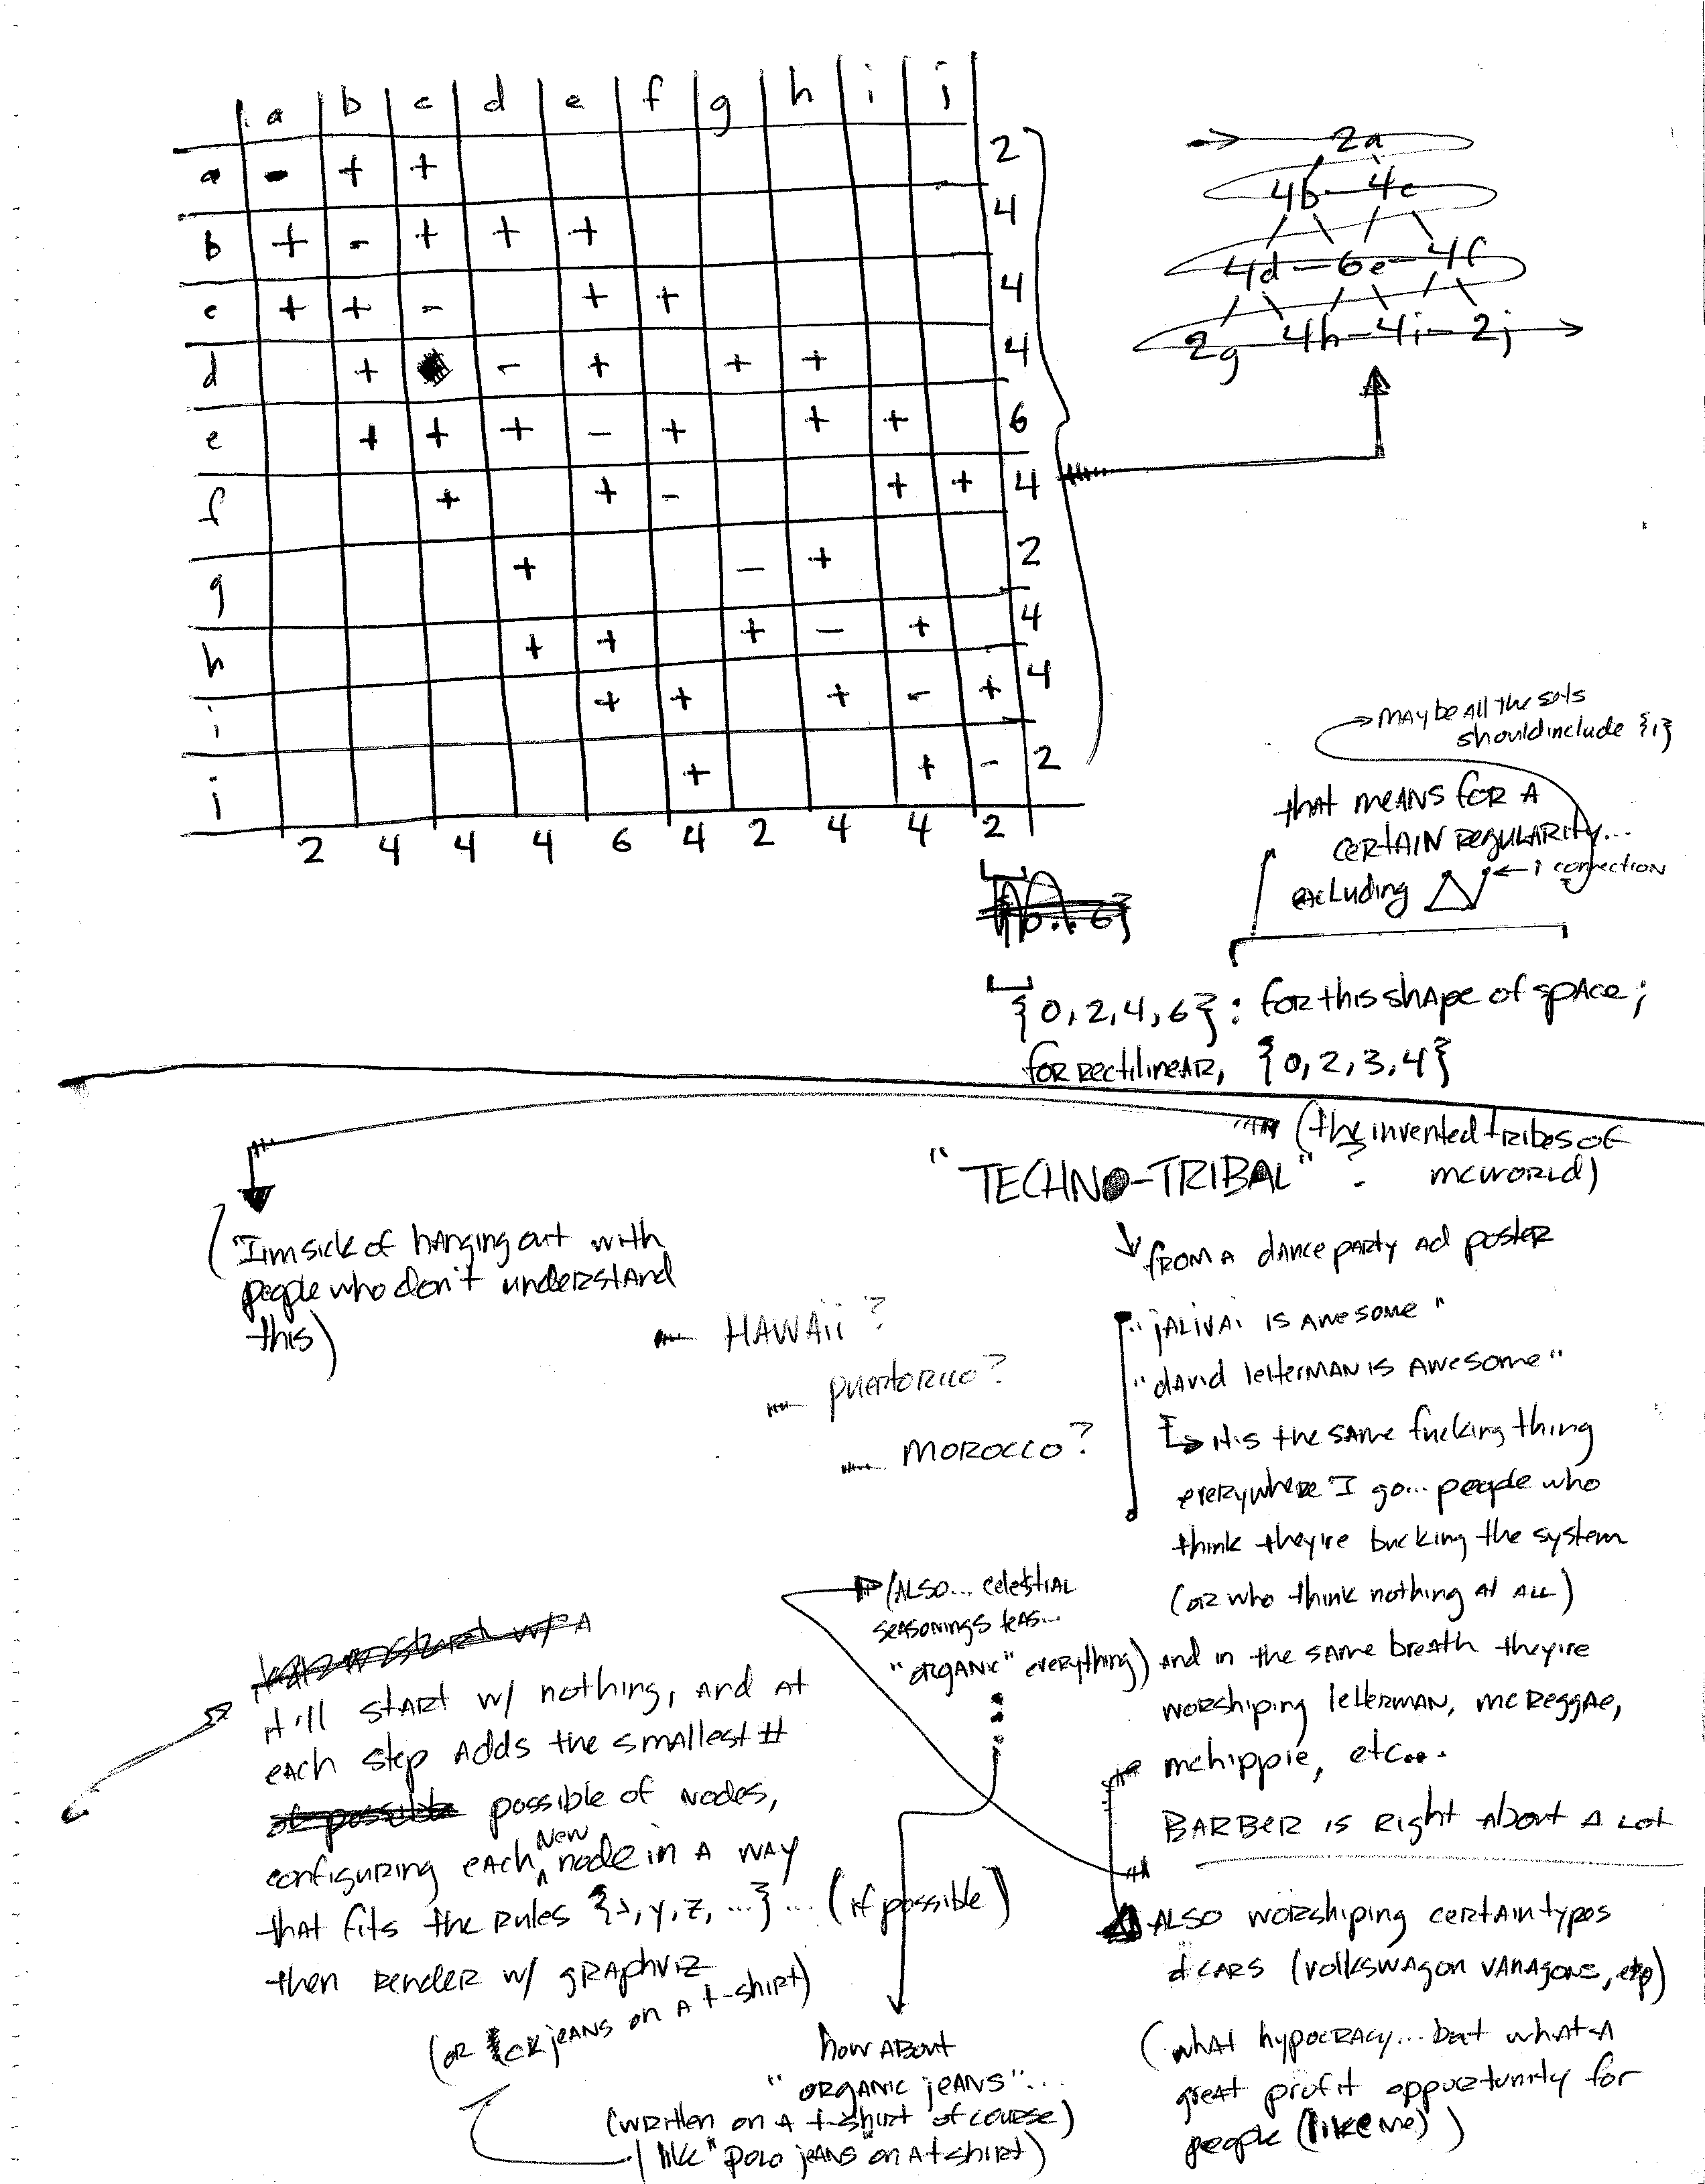 a b c d e f g h i j
a - + + 2
b + - + + + 4
c + + - + + 4
d + - + + + 4
e + + + - + + + 6
f + + - + + 4
g + - + 2
h + + + - + 4
i + + + - + 4
j + + - 2
2 4 4 4 6 4 2 4 4 2
2a
4b-4c
4d-6e-4f
2g-4h-4i-2j
maybe all the sets
should include {1}
that means for a
certain regularity...
excluding
← 1 connection
{0,2,4,6}: for this shape of space;
for rectilinear, {0,2,3,4}
(the invented tribes of
mcworld)
"TECHNO-TRIBAL" ?
from a dance party ad poster
(I'm sick of hanging out with
people who don't understand
this)
HAWAII?
puerto rico?
morocco?
is awesome"
"david letterman is awesome"
it's the same fucking thing
everywhere I go... people who
think they're bucking the system
(or who think nothing at all)
(ALSO... celestial
seasonings teas...
"organic" everything)
and in the same breath they're
worshiping letterman, mcreggae,
mchippie, etc...
BARBER is right about a lot
ALSO worshiping certain types
of cars (volkswagon vanagons, etc)
(what hypocracy... but what a
great profit oppurtunity for
people (like me))
it'll start w/ nothing, and at
each step adds the smallest #
possible of nodes,
configuring each new node in a way
that fits the rules {x,y,z,...}... (if possible)
then render w/ graphviz
(or ck jeans on a t-shirt)
how about
"organic jeans"...
(written on a t-shirt of course)
like "polo jeans" on a t-shirt)